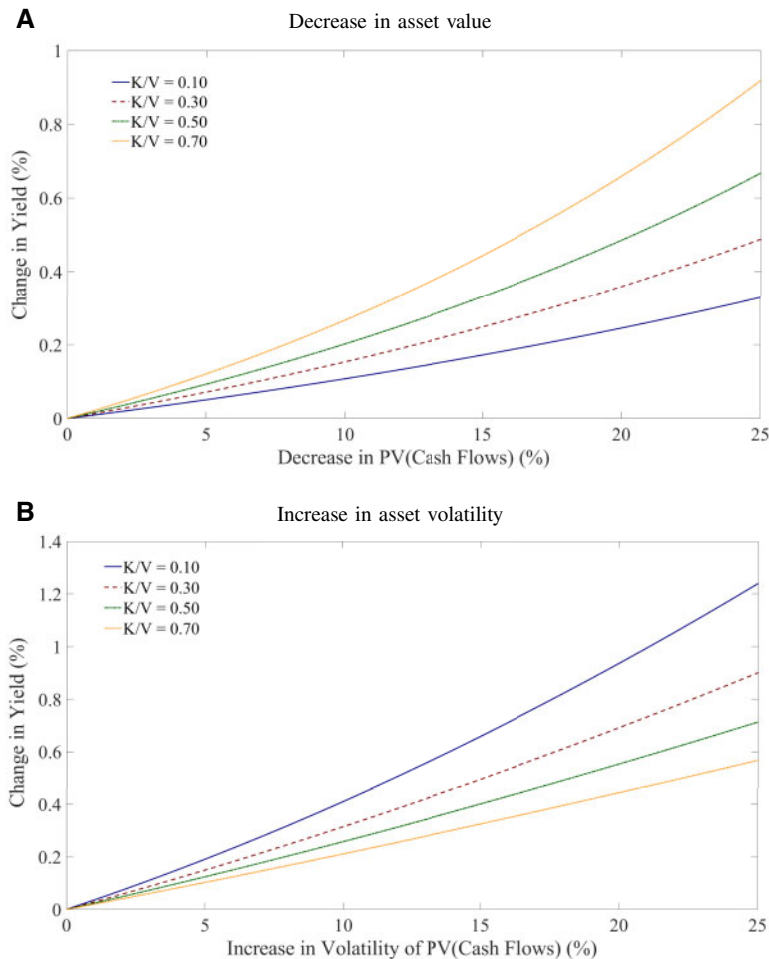 A
Decrease in asset value
1
0.8
0.6
0.4
0.2
0
K/V = 0.10
K/V = 0.30
K/V = 0.50
K/V = 0.70
Change in Yield (%)
0 5 10 15 20 25
Decrease in PV(Cash Flows) (%)
B
Increase in asset volatility
1.4
1.2
1
0.8
0.6
0.4
0.2
0
K/V = 0.10
K/V = 0.30
K/V = 0.50
K/V = 0.70
Change in Yield (%)
0 5 10 15 20 25
Increase in Volatility of PV(Cash Flows) (%)